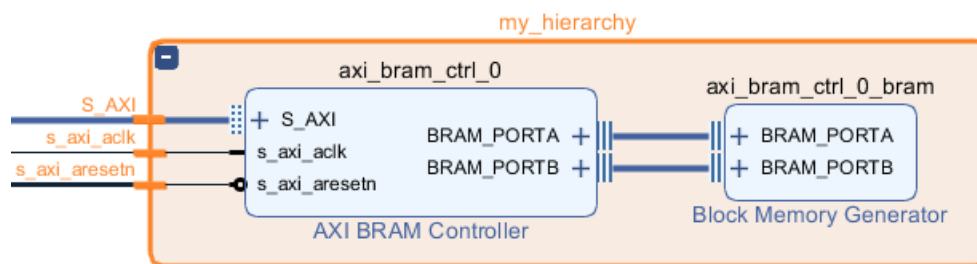 my_hierarchy
axi_bram_ctrl_0
axi_bram_ctrl_0_bram
S_AXI
s_axi_aclk
s_axi_aresetn
S_AXI
s_axi_aclk
s_axi_aresetn
BRAM_PORTA
BRAM_PORTB
BRAM_PORTA
BRAM_PORTB
AXI BRAM Controller
Block Memory Generator